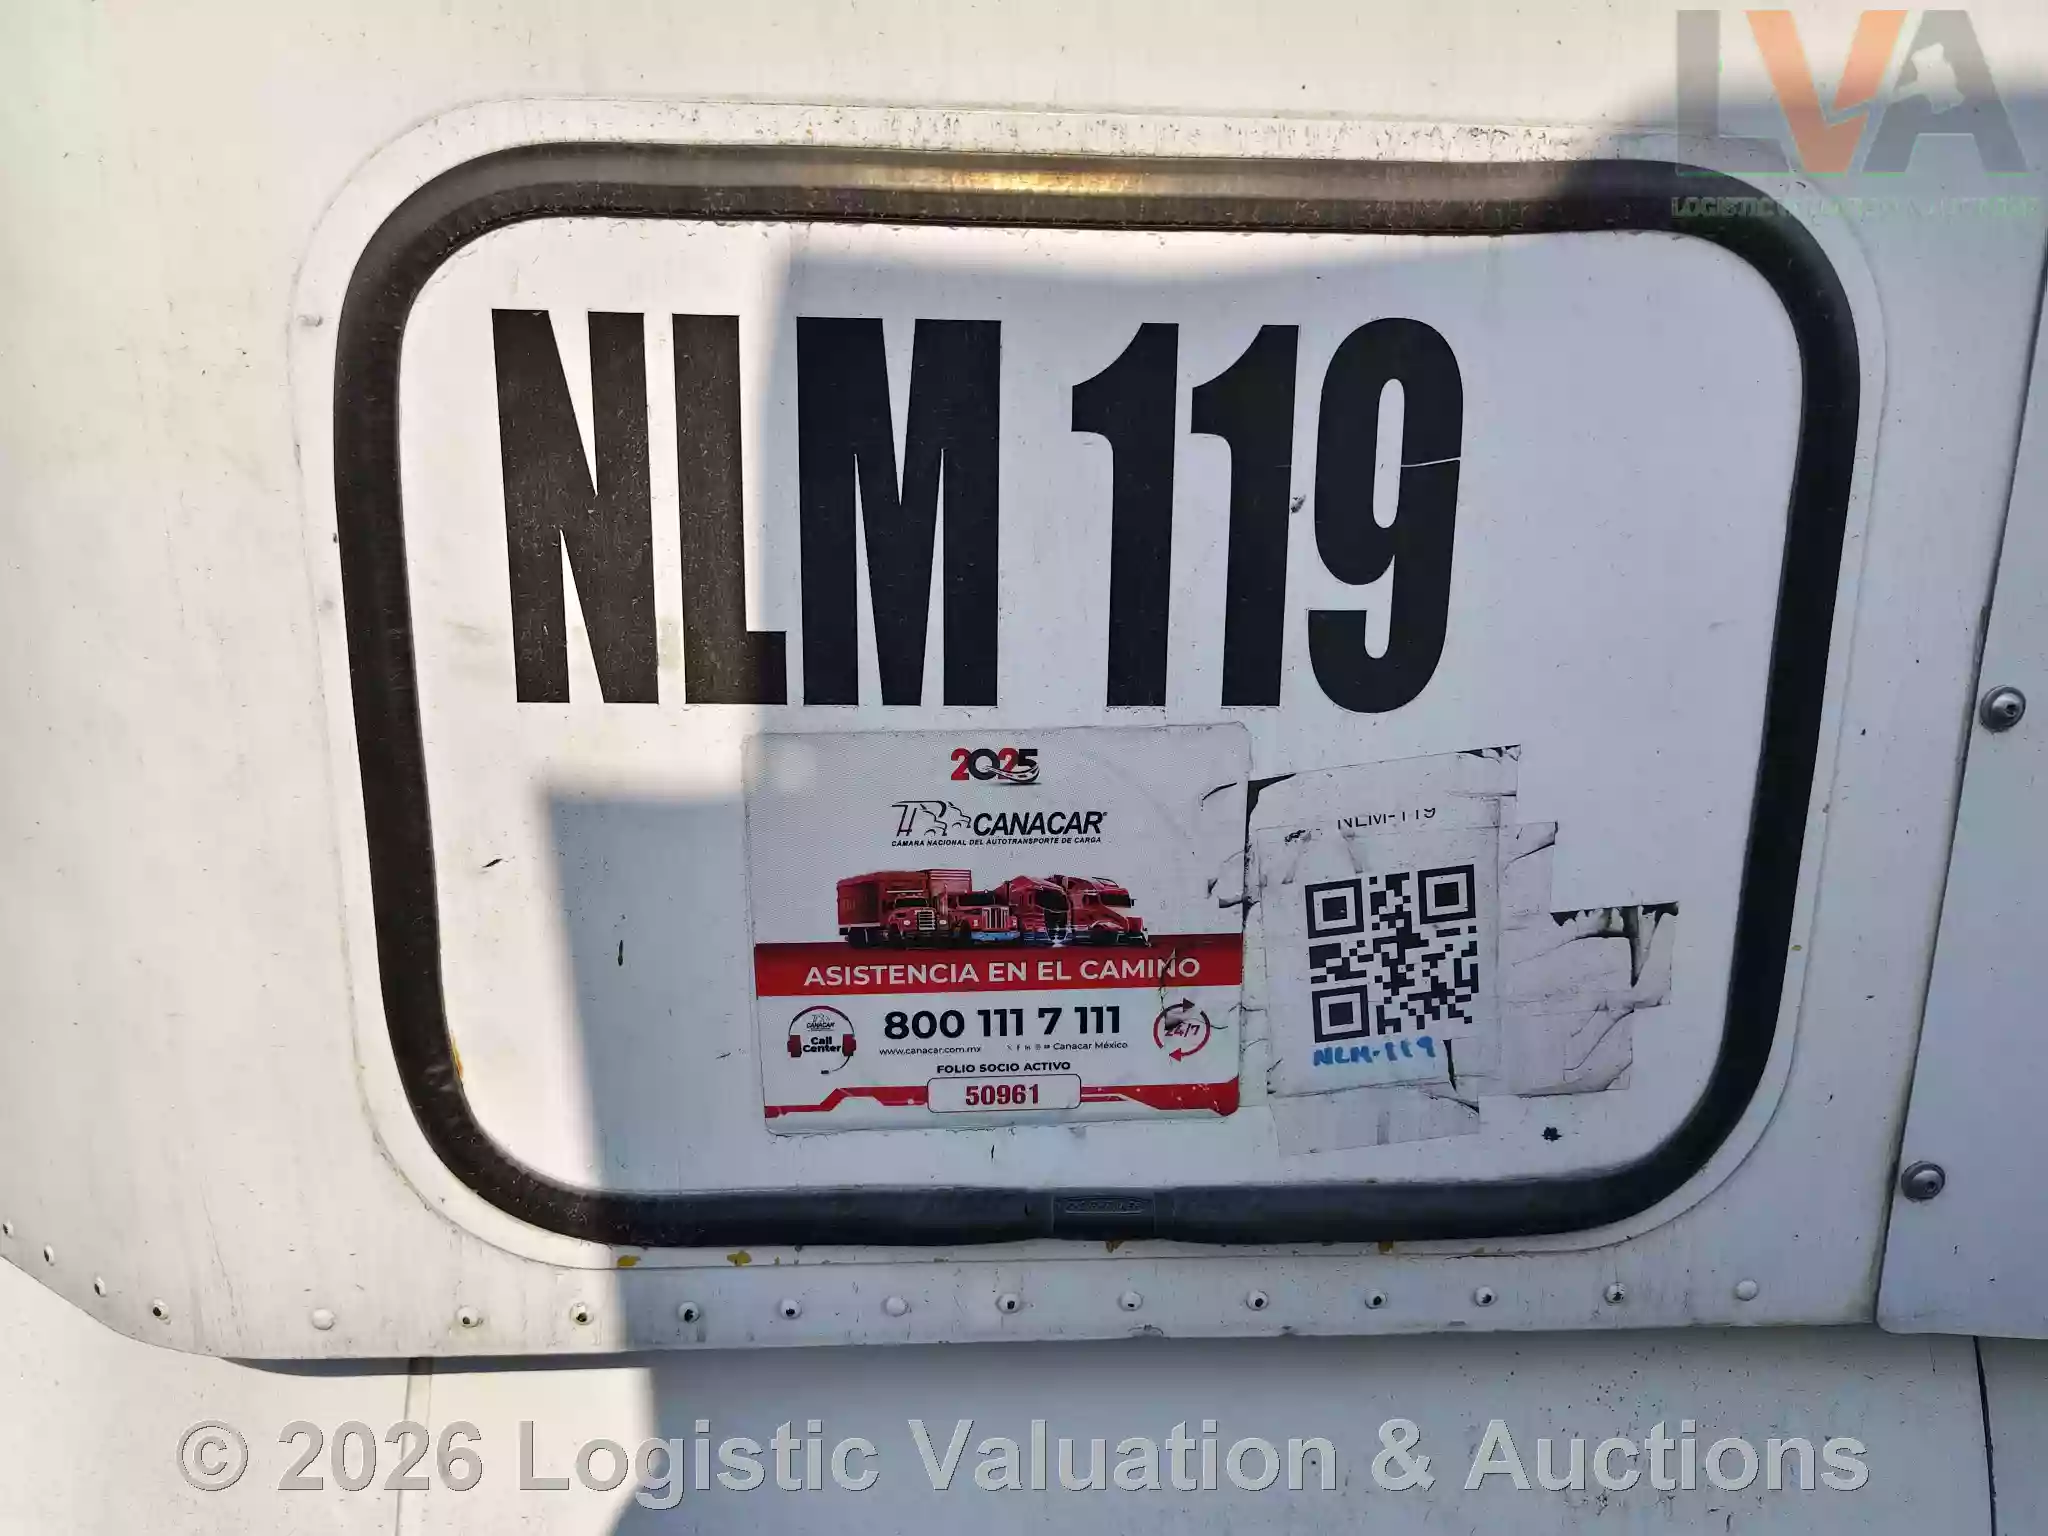 LVA
NLM 119
2025
CANACAR
CÁMARA NACIONAL DEL AUTOTRANSPORTE DE CARGA
ASISTENCIA EN EL CAMINO
CANACAR
Call
Center
800 111 7 111
24/7
www.canacar.com.mx
Canacar México
FOLIO SOCIO ACTIVO
50961
NLM-119
NLM-119
© 2026 Logistic Valuation & Auctions